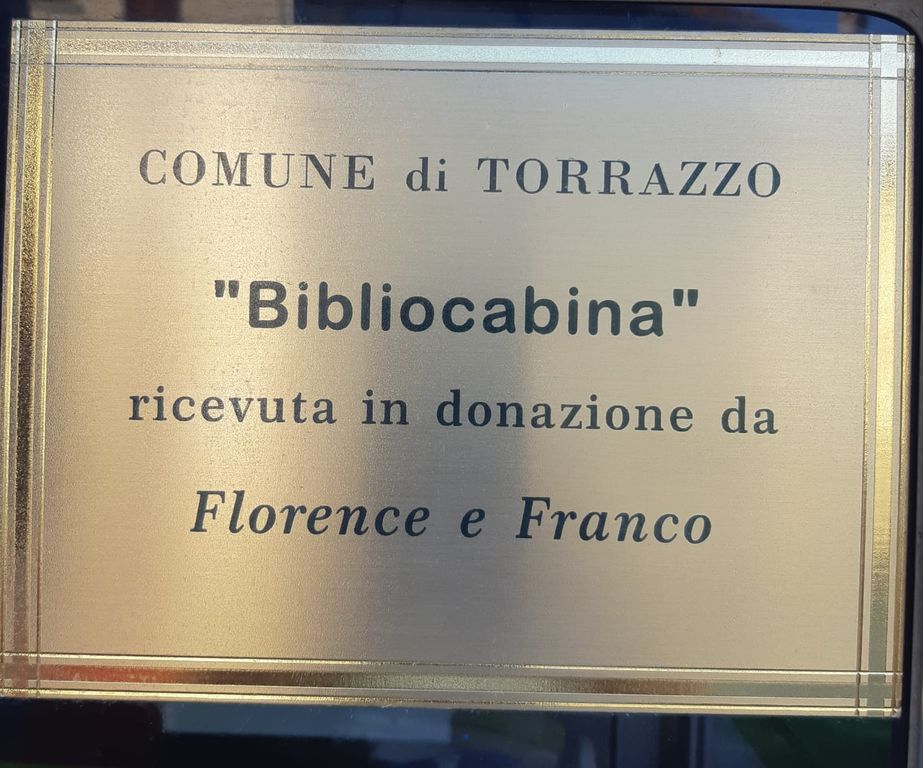 COMUNE di TORRAZZO
"Bibliocabina"
ricevuta in donazione da
Florence e Franco